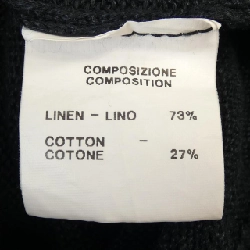 COMPOSIZIONE
COMPOSITION
LINEN - LINO 73%
COTTON -
COTONE 27%